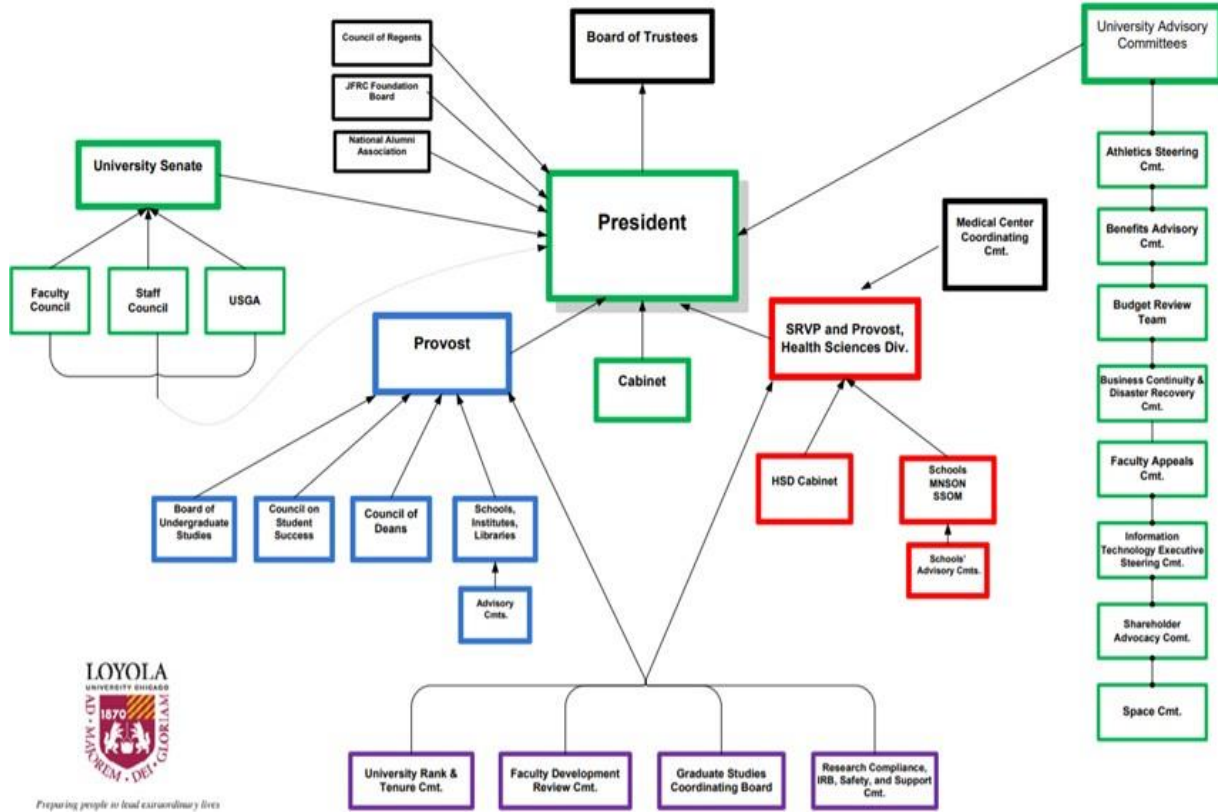 Council of Regents
JFRC Foundation
Board
National Alumni
Association
Board of Trustees
University Advisory
Committees
University Senate
President
Medical Center
Coordinating
Cmt.
Athletics Steering
Cmt.
Benefits Advisory
Cmt.
Budget Review
Team
Business Continuity &
Disaster Recovery
Cmt.
Faculty Appeals
Cmt.
Information
Technology Executive
Steering Cmt.
Shareholder
Advocacy Comt.
Space Cmt.
Faculty
Council
Staff
Council
USGA
Provost
Cabinet
SRVP and Provost,
Health Sciences Div.
Board of
Undergraduate
Studies
Council on
Student
Success
Council of
Deans
Schools,
Institutes,
Libraries
Advisory
Cmts.
HSD Cabinet
Schools
MNSON
SSOM
Schools'
Advisory Cmts.
University Rank &
Tenure Cmt.
Faculty Development
Review Cmt.
Graduate Studies
Coordinating Board
Research Compliance,
IRB, Safety, and Support
Cmt.
LOYOLA
UNIVERSITY CHICAGO
1870
AD • MAJOREM • DEI • GLORIAM
Preparing people to lead extraordinary lives